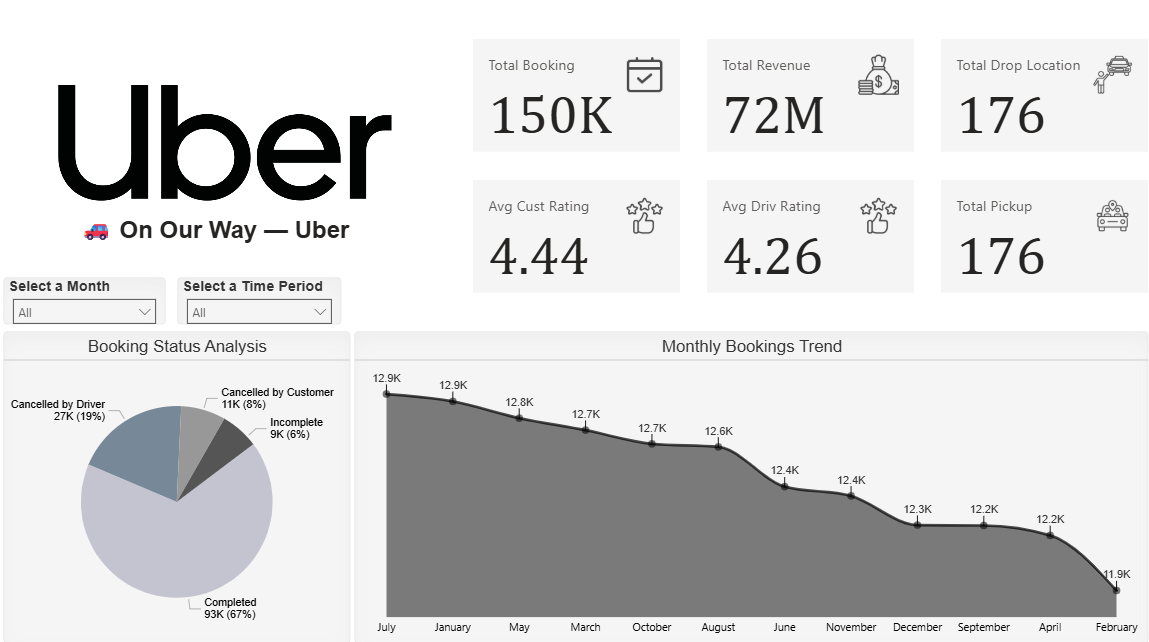 Uber
🚗 On Our Way — Uber
Total Booking
150K
Total Revenue
72M
Total Drop Location
176
Avg Cust Rating
4.44
Avg Driv Rating
4.26
Total Pickup
176
Select a Month
All
Select a Time Period
All
Booking Status Analysis
Cancelled by Driver
27K (19%)
Cancelled by Customer
11K (8%)
Incomplete
9K (6%)
Completed
93K (67%)
Monthly Bookings Trend
12.9K
12.9K
12.8K
12.7K
12.7K
12.6K
12.4K
12.4K
12.3K
12.2K
12.2K
11.9K
July January May March October August June November December September April February